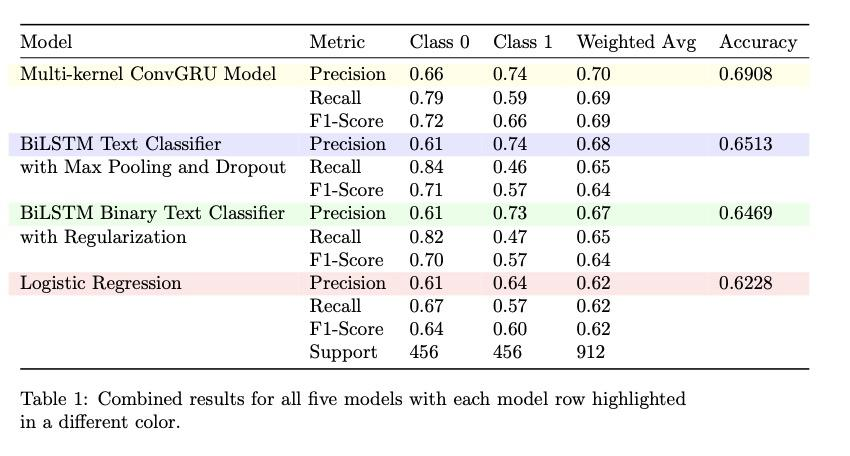 Model Metric Class 0 Class 1 Weighted Avg Accuracy
Multi-kernel ConvGRU Model Precision 0.66 0.74 0.70 0.6908
Recall 0.79 0.59 0.69
F1-Score 0.72 0.66 0.69
BiLSTM Text Classifier Precision 0.61 0.74 0.68 0.6513
with Max Pooling and Dropout Recall 0.84 0.46 0.65
F1-Score 0.71 0.57 0.64
BiLSTM Binary Text Classifier Precision 0.61 0.73 0.67 0.6469
with Regularization Recall 0.82 0.47 0.65
F1-Score 0.70 0.57 0.64
Logistic Regression Precision 0.61 0.64 0.62 0.6228
Recall 0.67 0.57 0.62
F1-Score 0.64 0.60 0.62
Support 456 456 912
Table 1: Combined results for all five models with each model row highlighted
in a different color.